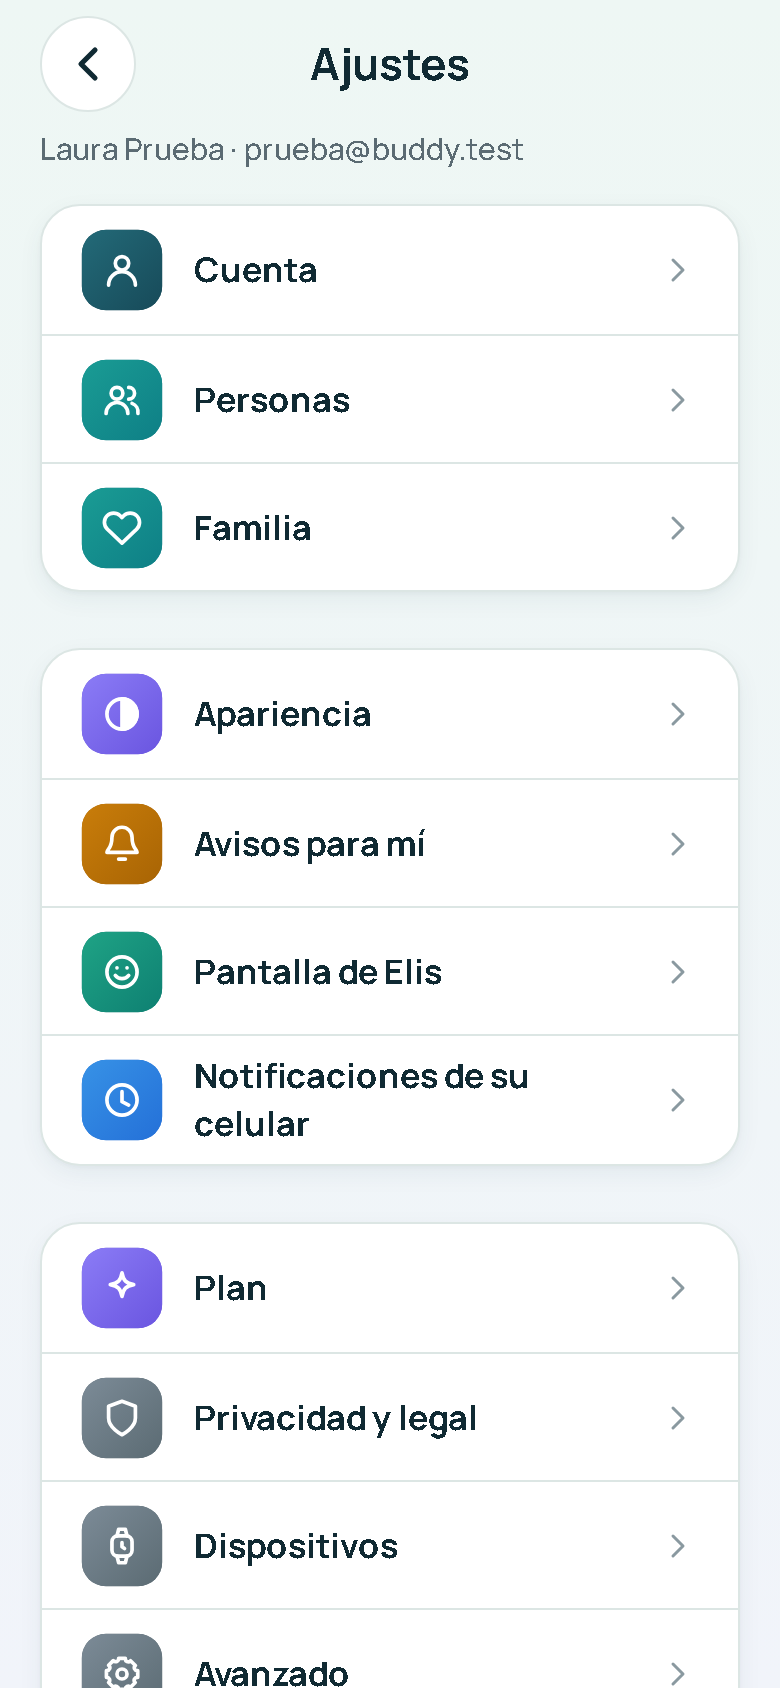 Ajustes
Laura Prueba · prueba@buddy.test
Cuenta
Personas
Familia
Apariencia
Avisos para mí
Pantalla de Elis
Notificaciones de su
celular
Plan
Privacidad y legal
Dispositivos
Avanzado